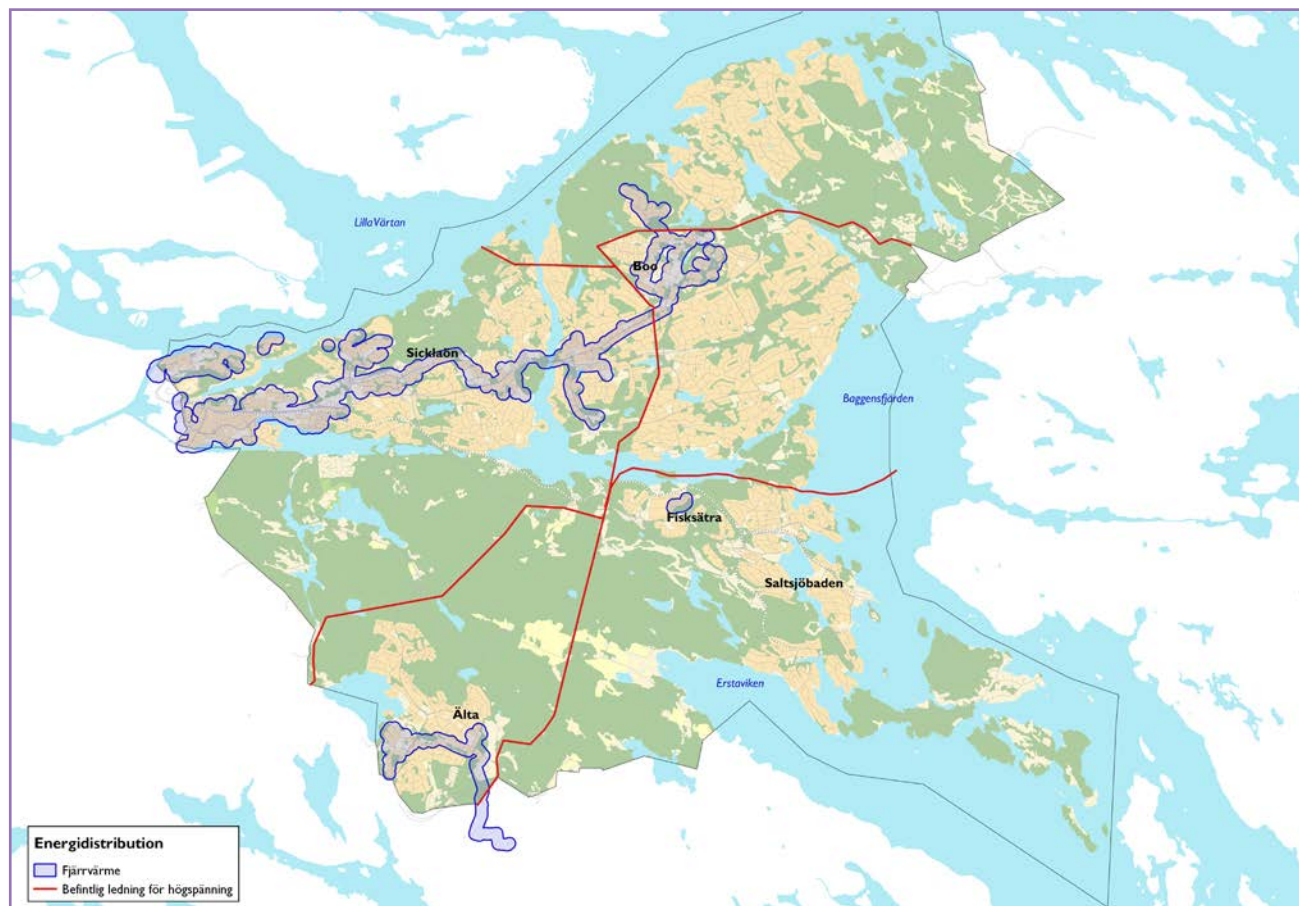 Lilla Värtan
Boo
Sicklaön
Baggensfjärden
Fisksätra
Saltsjöbaden
Erstaviken
Älta
Energidistribution
Fjärrvärme
Befintlig ledning för högspänning